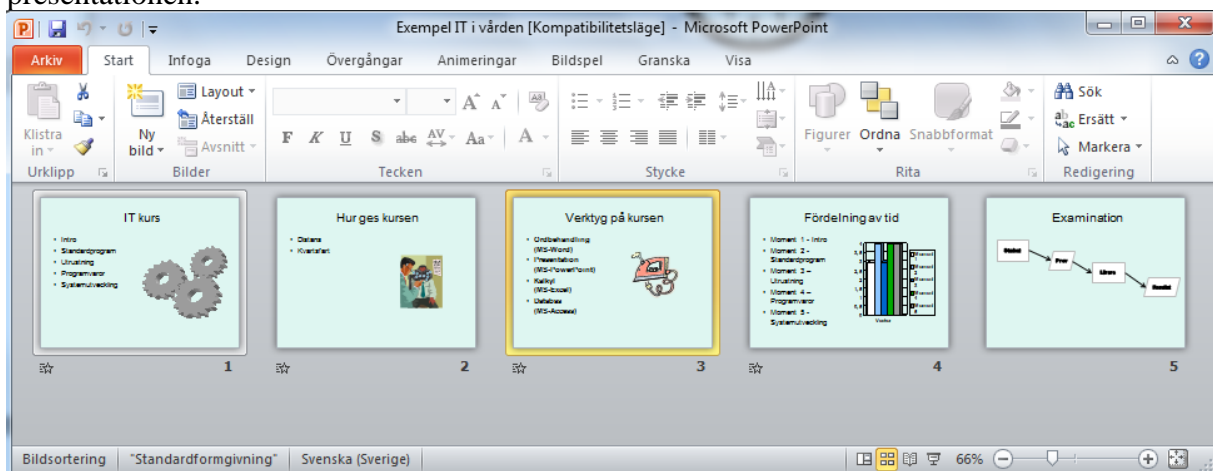 presentationen.
Exempel IT i vården [Kompatibilitetsläge] - Microsoft PowerPoint
Arkiv Start Infoga Design Övergångar Animeringar Bildspel Granska Visa
Klistra in
Ny bild
Layout
Återställ
Avsnitt
F K U S abc AV Aa A
Figurer Ordna Snabbformat
Sök
Ersätt
Markera
Urklipp Bilder Tecken Stycke Rita Redigering
IT kurs
• Intro
• Standardprogram
• Utrustning
• Programvaror
• Systemutveckling
1
Hur ges kursen
• Distans
• Kvartsfart
2
Verktyg på kursen
• Ordbehandling
(MS-Word)
• Presentation
(MS-PowerPoint)
• Kalkyl
(MS-Excel)
• Databas
(MS-Access)
3
Fördelning av tid
• Moment 1 - Intro
• Moment 2 -
Standardprogram
• Moment 3 –
Utrustning
• Moment 4 –
Programvaror
• Moment 5 -
Systemutveckling
Veckor
4
Examination
5
Bildsortering "Standardformgivning" Svenska (Sverige) 66%